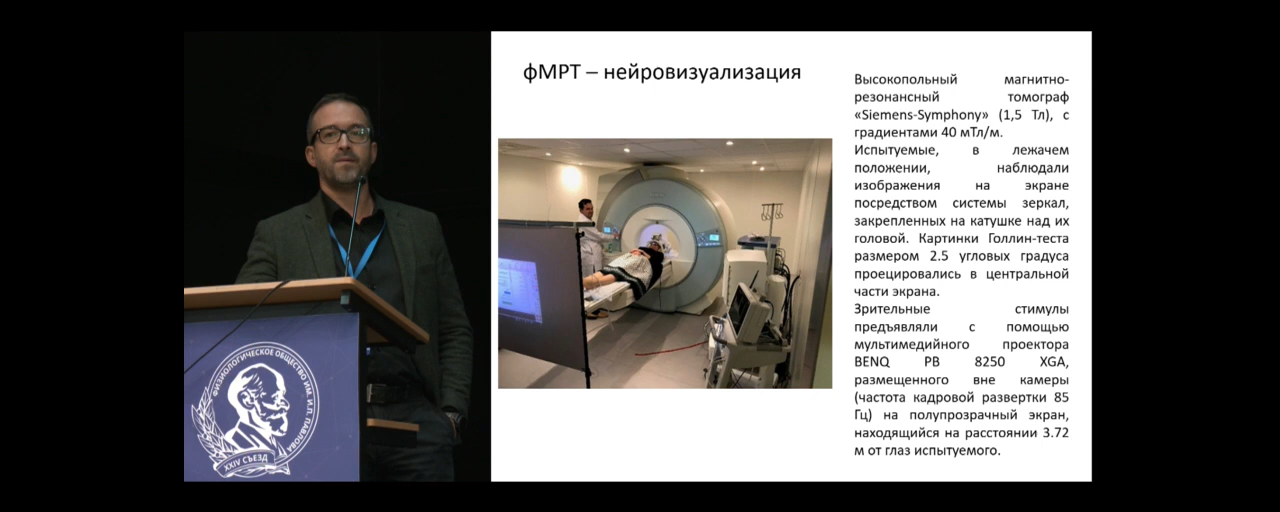 фМРТ – нейровизуализация
Высокопольный магнитно-
резонансный томограф
«Siemens-Symphony» (1,5 Тл), с
градиентами 40 мТл/м.
Испытуемые, в лежачем
положении, наблюдали
изображения на экране
посредством системы зеркал,
закрепленных на катушке над их
головой. Картинки Голлин-теста
размером 2.5 угловых градуса
проецировались в центральной
части экрана.
Зрительные стимулы
предъявляли с помощью
мультимедийного проектора
BENQ PB 8250 XGA,
размещенного вне камеры
(частота кадровой развертки 85
Гц) на полупрозрачный экран,
находящийся на расстоянии 3.72
м от глаз испытуемого.
ФИЗИОЛОГИЧЕСКОЕ ОБЩЕСТВО ИМ. И.П. ПАВЛОВА
XXIV СЪЕЗД